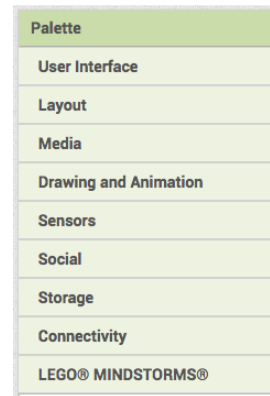 Palette
User Interface
Layout
Media
Drawing and Animation
Sensors
Social
Storage
Connectivity
LEGO® MINDSTORMS®